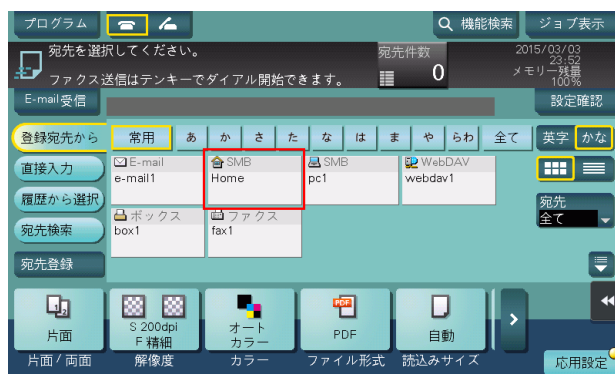 プログラム
機能検索
ジョブ表示
宛先を選択してください。
ファクス送信はテンキーでダイアル開始できます。
宛先件数
0
2015/03/03
23:52
メモリー残量
100%
E-mail受信
設定確認
登録宛先から
常用
あ
か
さ
た
な
は
ま
や
らわ
全て
英字
かな
直接入力
E-mail
e-mail1
SMB
Home
SMB
pc1
WebDAV
webdav1
履歴から選択
宛先
全て
ボックス
box1
ファクス
fax1
宛先検索
宛先登録
片面
S 200dpi
F 精細
オート
カラー
PDF
PDF
自動
片面/両面
解像度
カラー
ファイル形式
読込みサイズ
応用設定